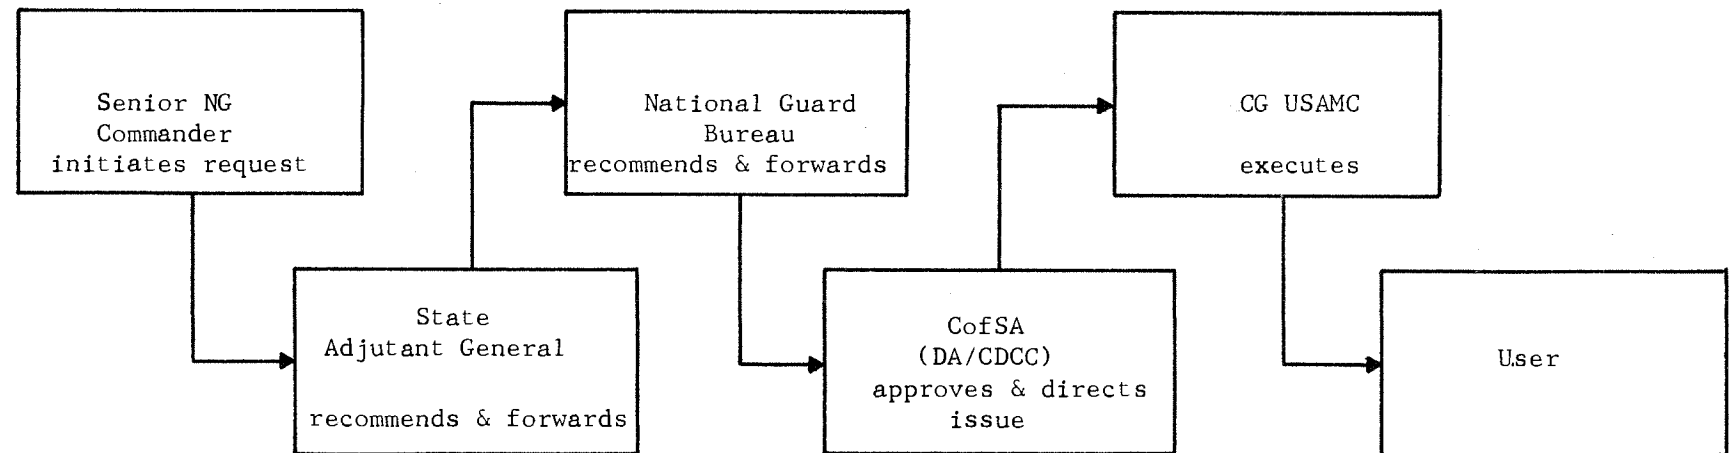 Senior NG
Commander
initiates request
State
Adjutant General
recommends & forwards
National Guard
Bureau
recommends & forwards
CofSA
(DA/CDCC)
approves & directs
issue
CG USAMC
executes
User